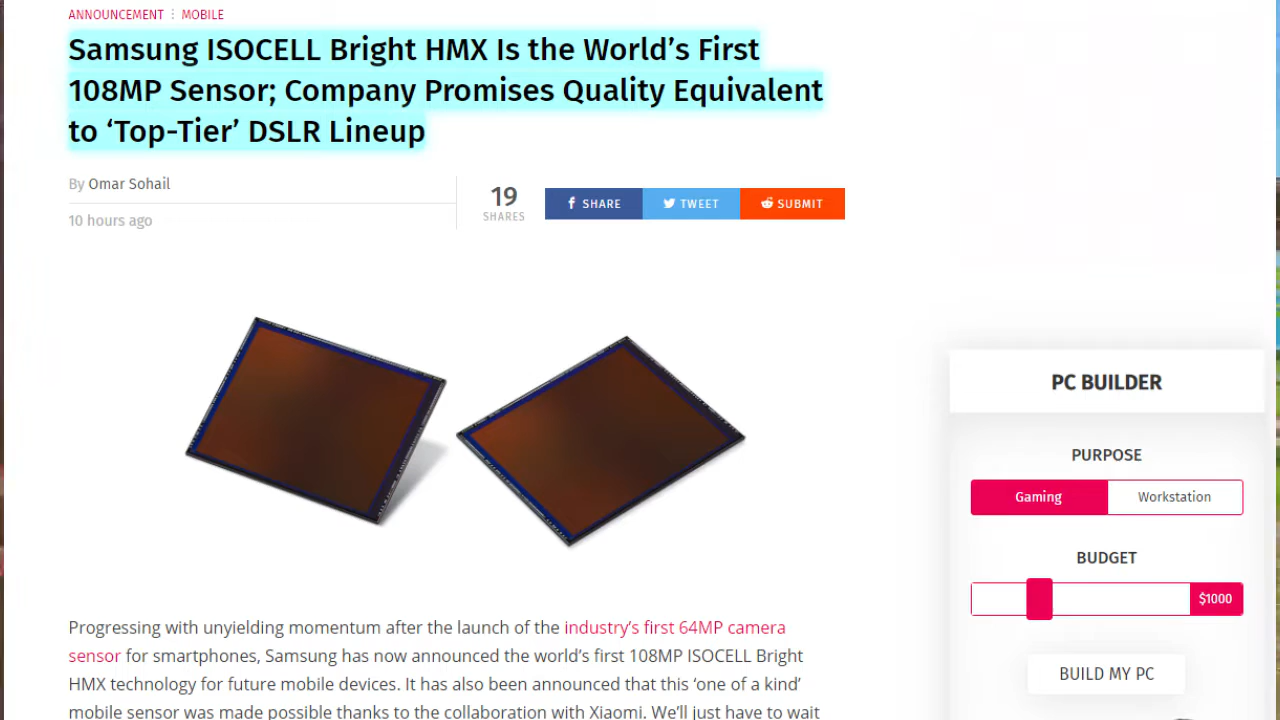 ANNOUNCEMENT ⋮ MOBILE
Samsung ISOCELL Bright HMX Is the World’s First
108MP Sensor; Company Promises Quality Equivalent
to ‘Top-Tier’ DSLR Lineup
By Omar Sohail
10 hours ago
19
SHARES
SHARE
TWEET
SUBMIT
PC BUILDER
PURPOSE
Gaming
Workstation
BUDGET
$1000
BUILD MY PC
Progressing with unyielding momentum after the launch of the industry’s first 64MP camera
sensor for smartphones, Samsung has now announced the world’s first 108MP ISOCELL Bright
HMX technology for future mobile devices. It has also been announced that this ‘one of a kind’
mobile sensor was made possible thanks to the collaboration with Xiaomi. We’ll just have to wait